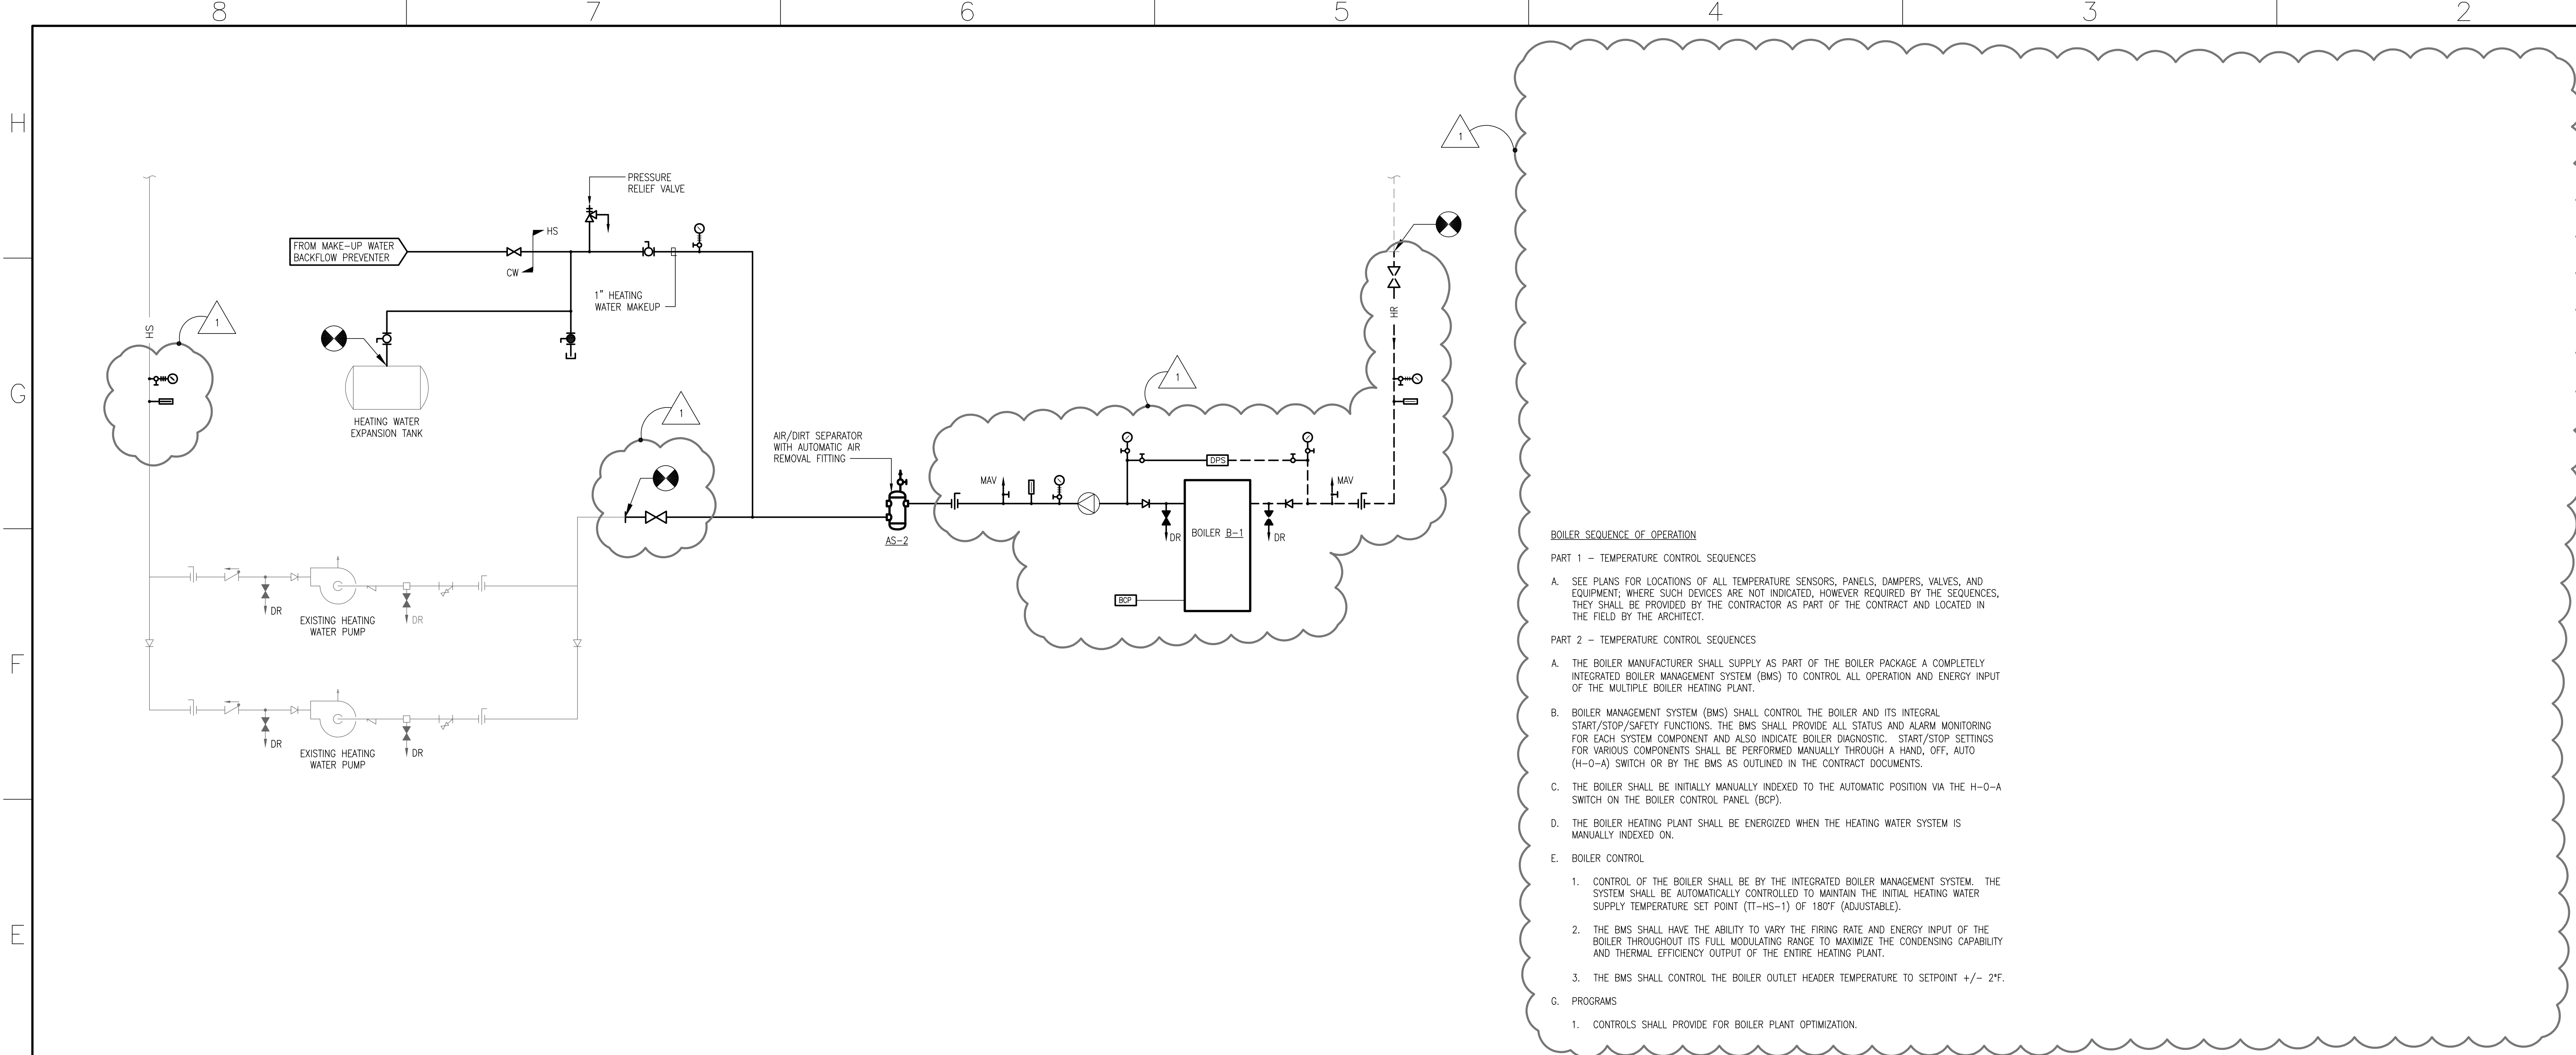 8 7 6 5 4 3 2
H
G
F
E
PRESSURE
RELIEF VALVE
HS
FROM MAKE-UP WATER
BACKFLOW PREVENTER
CW
1" HEATING
WATER MAKEUP
HS
1
HEATING WATER
EXPANSION TANK
1
AIR/DIRT SEPARATOR
WITH AUTOMATIC AIR
REMOVAL FITTING
AS-2
1
1
HR
MAV
DPS
MAV
DR
BOILER B-1
DR
BCP
DR
EXISTING HEATING
WATER PUMP
DR
DR
EXISTING HEATING
WATER PUMP
DR
BOILER SEQUENCE OF OPERATION
PART 1 - TEMPERATURE CONTROL SEQUENCES
A. SEE PLANS FOR LOCATIONS OF ALL TEMPERATURE SENSORS, PANELS, DAMPERS, VALVES, AND
EQUIPMENT; WHERE SUCH DEVICES ARE NOT INDICATED, HOWEVER REQUIRED BY THE SEQUENCES,
THEY SHALL BE PROVIDED BY THE CONTRACTOR AS PART OF THE CONTRACT AND LOCATED IN
THE FIELD BY THE ARCHITECT.
PART 2 - TEMPERATURE CONTROL SEQUENCES
A. THE BOILER MANUFACTURER SHALL SUPPLY AS PART OF THE BOILER PACKAGE A COMPLETELY
INTEGRATED BOILER MANAGEMENT SYSTEM (BMS) TO CONTROL ALL OPERATION AND ENERGY INPUT
OF THE MULTIPLE BOILER HEATING PLANT.
B. BOILER MANAGEMENT SYSTEM (BMS) SHALL CONTROL THE BOILER AND ITS INTEGRAL
START/STOP/SAFETY FUNCTIONS. THE BMS SHALL PROVIDE ALL STATUS AND ALARM MONITORING
FOR EACH SYSTEM COMPONENT AND ALSO INDICATE BOILER DIAGNOSTIC. START/STOP SETTINGS
FOR VARIOUS COMPONENTS SHALL BE PERFORMED MANUALLY THROUGH A HAND, OFF, AUTO
(H-O-A) SWITCH OR BY THE BMS AS OUTLINED IN THE CONTRACT DOCUMENTS.
C. THE BOILER SHALL BE INITIALLY MANUALLY INDEXED TO THE AUTOMATIC POSITION VIA THE H-O-A
SWITCH ON THE BOILER CONTROL PANEL (BCP).
D. THE BOILER HEATING PLANT SHALL BE ENERGIZED WHEN THE HEATING WATER SYSTEM IS
MANUALLY INDEXED ON.
E. BOILER CONTROL
1. CONTROL OF THE BOILER SHALL BE BY THE INTEGRATED BOILER MANAGEMENT SYSTEM. THE
SYSTEM SHALL BE AUTOMATICALLY CONTROLLED TO MAINTAIN THE INITIAL HEATING WATER
SUPPLY TEMPERATURE SET POINT (TT-HS-1) OF 180°F (ADJUSTABLE).
2. THE BMS SHALL HAVE THE ABILITY TO VARY THE FIRING RATE AND ENERGY INPUT OF THE
BOILER THROUGHOUT ITS FULL MODULATING RANGE TO MAXIMIZE THE CONDENSING CAPABILITY
AND THERMAL EFFICIENCY OUTPUT OF THE ENTIRE HEATING PLANT.
3. THE BMS SHALL CONTROL THE BOILER OUTLET HEADER TEMPERATURE TO SETPOINT +/- 2°F.
G. PROGRAMS
1. CONTROLS SHALL PROVIDE FOR BOILER PLANT OPTIMIZATION.